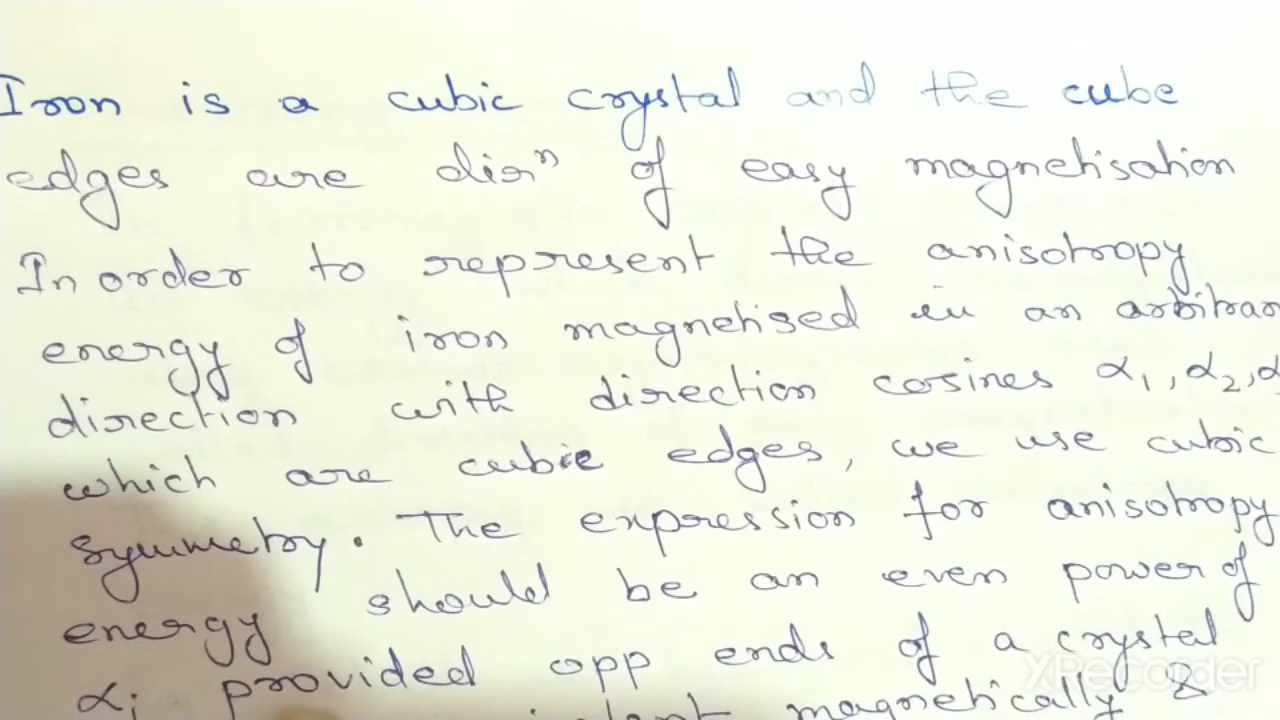 Iron is a cubic crystal and the cube
edges are dirⁿ of easy magnetisation
In order to represent the anisotropy
energy of iron magnetised in an arbitrar
direction with direction cosines α₁, α₂, α
which are cubic edges, we use cubic
symmetry. The expression for anisotropy
energy should be an even power of
αᵢ provided opp ends of a crystal
magnetically &
XRecorder